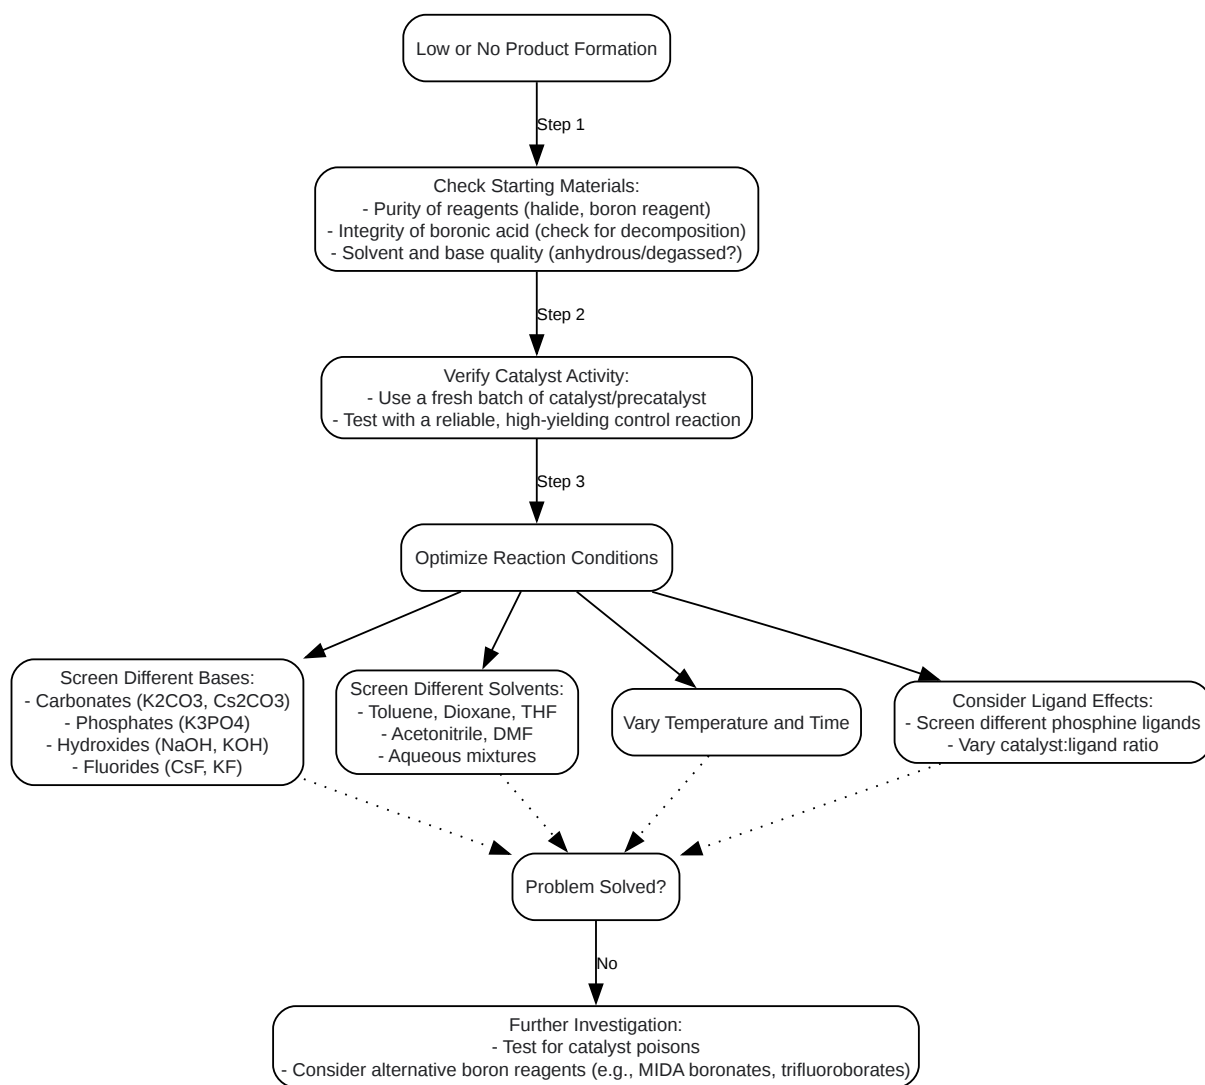 Low or No Product Formation
Step 1
Check Starting Materials:
- Purity of reagents (halide, boron reagent)
- Integrity of boronic acid (check for decomposition)
- Solvent and base quality (anhydrous/degassed?)
Step 2
Verify Catalyst Activity:
- Use a fresh batch of catalyst/precatalyst
- Test with a reliable, high-yielding control reaction
Step 3
Optimize Reaction Conditions
Screen Different Bases:
- Carbonates (K2CO3, Cs2CO3)
- Phosphates (K3PO4)
- Hydroxides (NaOH, KOH)
- Fluorides (CsF, KF)
Screen Different Solvents:
- Toluene, Dioxane, THF
- Acetonitrile, DMF
- Aqueous mixtures
Vary Temperature and Time
Consider Ligand Effects:
- Screen different phosphine ligands
- Vary catalyst:ligand ratio
Problem Solved?
No
Further Investigation:
- Test for catalyst poisons
- Consider alternative boron reagents (e.g., MIDA boronates, trifluoroborates)